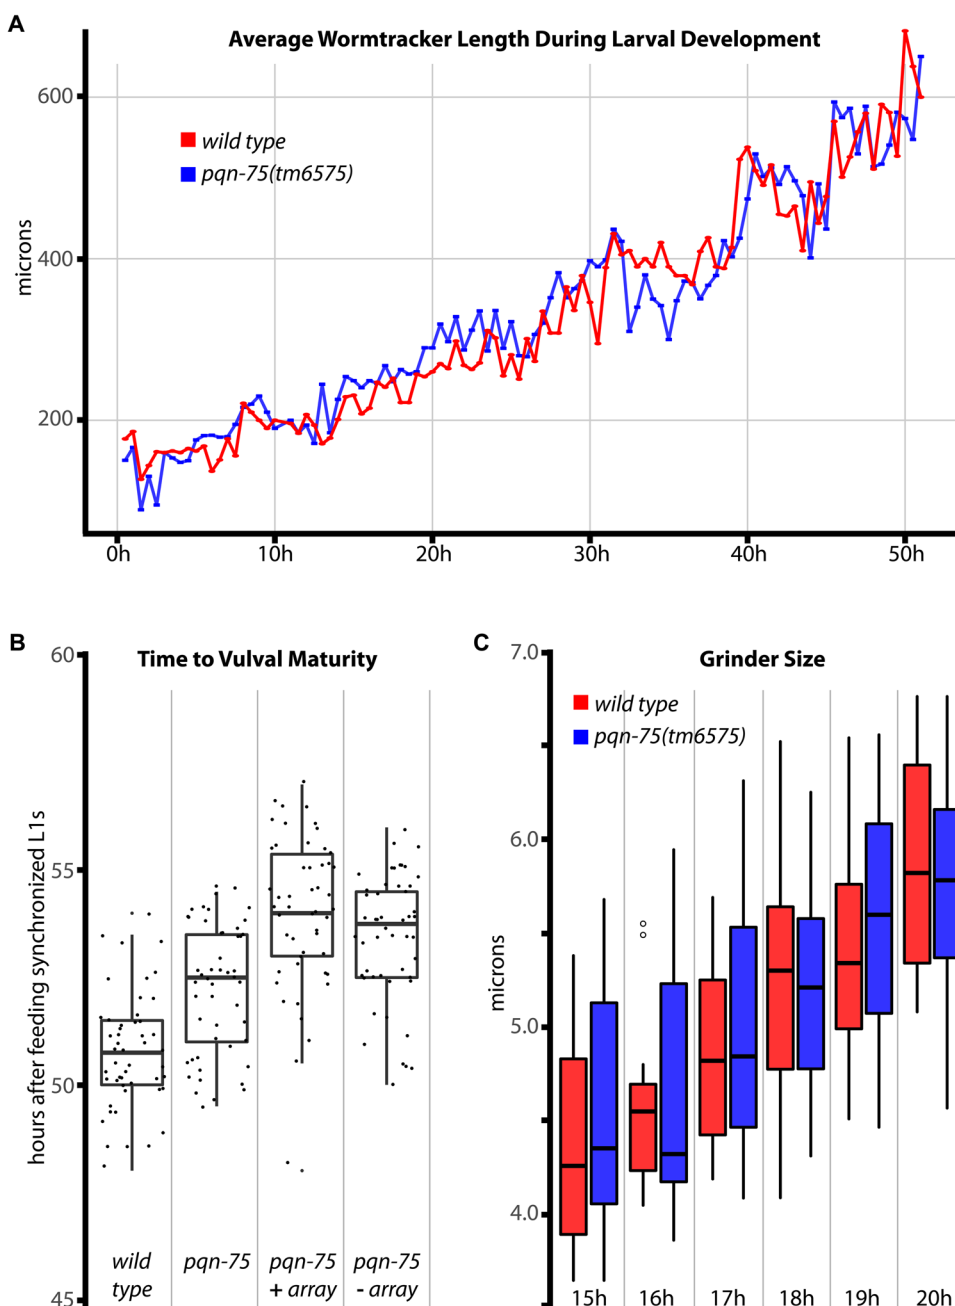 A
Average Wormtracker Length During Larval Development
600
wild type
pqn-75(tm6575)
microns
400
200
0h 10h 20h 30h 40h 50h
B
Time to Vulval Maturity
60
hours after feeding synchronized L1s
55
50
45
wild type
pqn-75
pqn-75 + array
pqn-75 - array
C
Grinder Size
7.0
wild type
pqn-75(tm6575)
6.0
microns
5.0
4.0
15h 16h 17h 18h 19h 20h